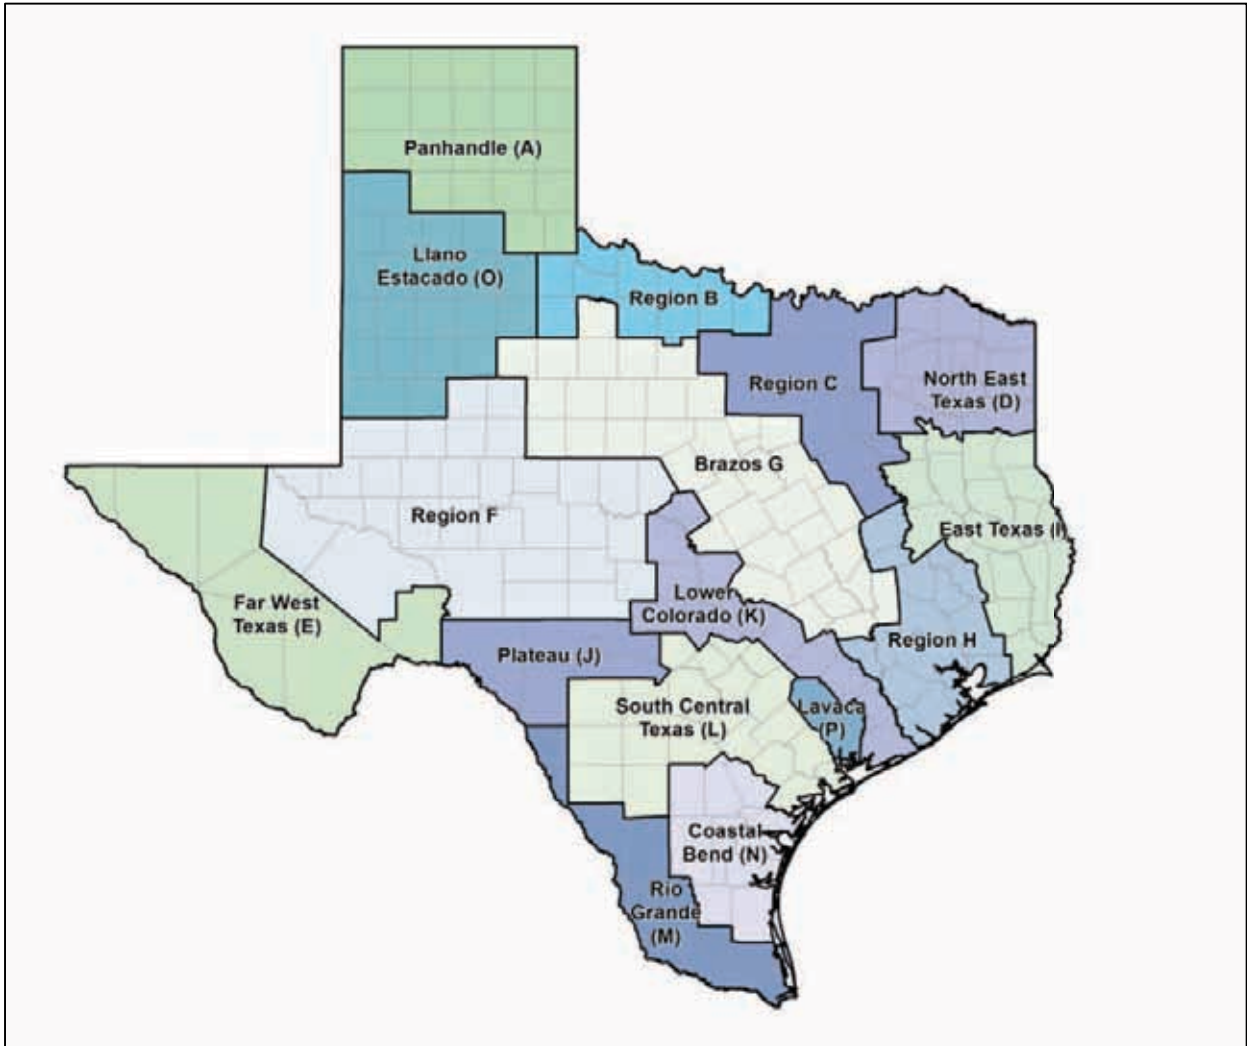 Panhandle (A)
Llano
Estacado (O)
Region B
Region C
North East
Texas (D)
Brazos G
Region F
East Texas (I)
Far West
Texas (E)
Lower
Colorado (K)
Region H
Plateau (J)
South Central
Texas (L)
Lavaca
(P)
Coastal
Bend (N)
Rio
Grande
(M)